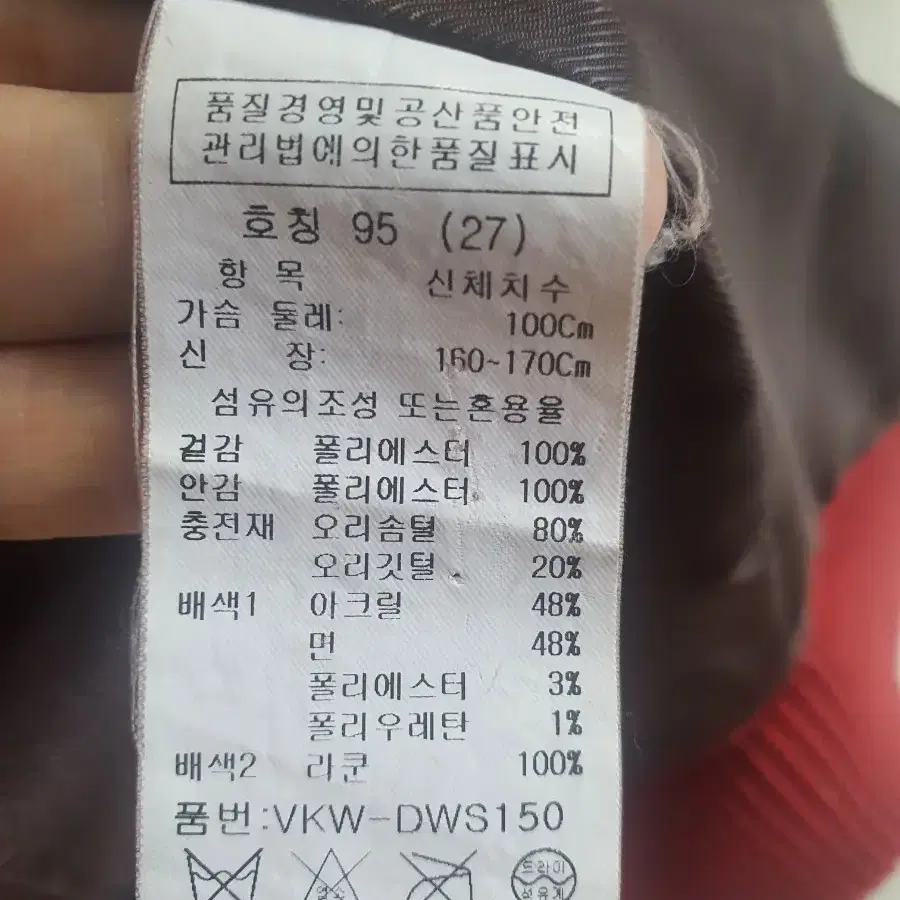 품질경영및공산품안전
관리법에의한품질표시
호칭 95 (27)
항 목 신체치수
가슴 둘레: 100Cm
신 장: 160~170Cm
섬유의조성 또는혼용율
겉감 폴리에스터 100%
안감 폴리에스터 100%
충전재 오리솜털 80%
오리깃털 20%
배색1 아크릴 48%
면 48%
폴리에스터 3%
폴리우레탄 1%
배색2 라쿤 100%
품번:VKW-DWS150
염소 드라이